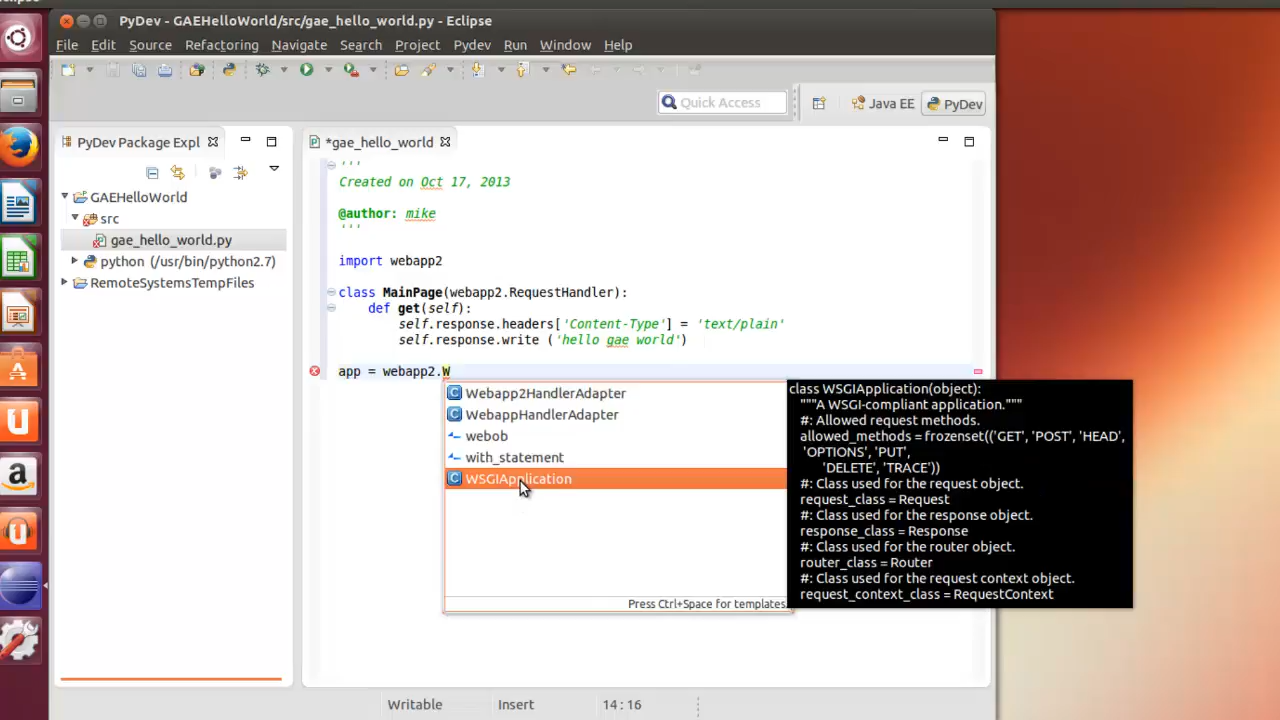 PyDev - GAEHelloWorld/src/gae_hello_world.py - Eclipse
File Edit Source Refactoring Navigate Search Project Pydev Run Window Help
Quick Access
Java EE
PyDev
PyDev Package Expl
*gae_hello_world
GAEHelloWorld
src
gae_hello_world.py
python (/usr/bin/python2.7)
RemoteSystemsTempFiles
'''
Created on Oct 17, 2013
@author: mike
'''
import webapp2
class MainPage(webapp2.RequestHandler):
def get(self):
self.response.headers['Content-Type'] = 'text/plain'
self.response.write ('hello gae world')
app = webapp2.W
Webapp2HandlerAdapter
WebappHandlerAdapter
webob
with_statement
WSGIApplication
Press Ctrl+Space for templates.
class WSGIApplication(object):
"""A WSGI-compliant application."""
#: Allowed request methods.
allowed_methods = frozenset(('GET', 'POST', 'HEAD',
'OPTIONS', 'PUT',
'DELETE', 'TRACE'))
#: Class used for the request object.
request_class = Request
#: Class used for the response object.
response_class = Response
#: Class used for the router object.
router_class = Router
#: Class used for the request context object.
request_context_class = RequestContext
Writable
Insert
14 : 16